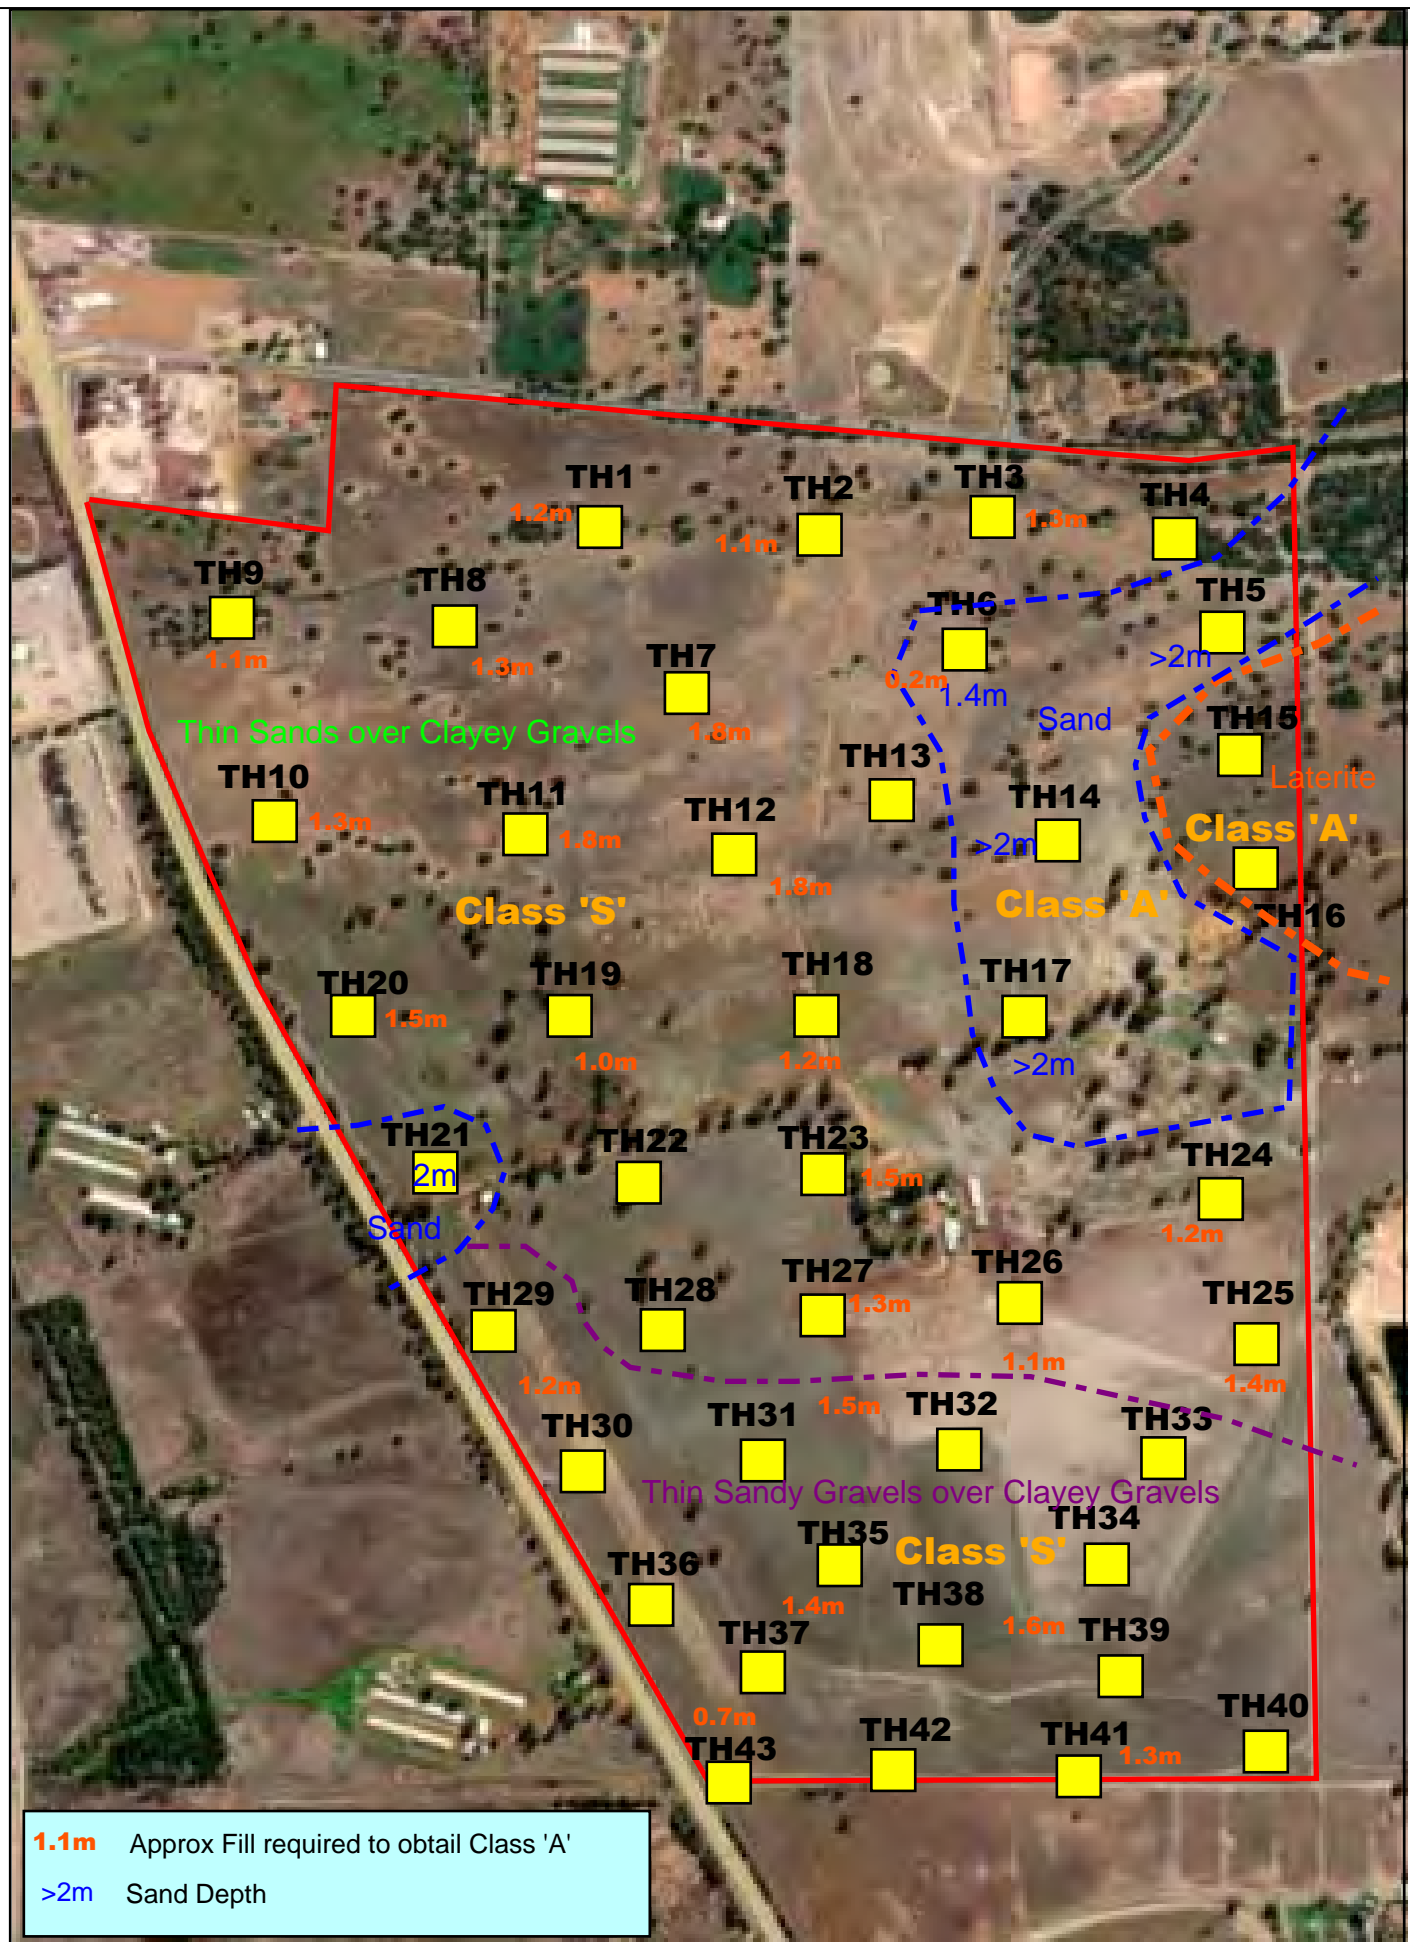 TH1
1.2m
TH2
1.1m
TH3
1.3m
TH4
TH9
1.1m
TH8
1.3m
TH7
1.8m
TH6
0.2m
1.4m
TH5
>2m
Sand
Thin Sands over Clayey Gravels
TH15
Laterite
Class 'A'
TH16
TH10
1.3m
TH11
1.8m
TH12
1.8m
TH13
TH14
>2m
Class 'A'
Class 'S'
TH20
1.5m
TH19
1.0m
TH18
1.2m
TH17
>2m
TH21
2m
Sand
TH22
TH23
1.5m
TH24
1.2m
TH29
1.2m
TH28
TH27
1.3m
TH26
1.1m
TH25
1.4m
1.5m
TH30
TH31
TH32
TH33
Thin Sandy Gravels over Clayey Gravels
TH34
TH35
Class 'S'
1.4m
TH36
TH38
1.6m
TH39
TH37
0.7m
TH43
TH42
TH41
1.3m
TH40
1.1m Approx Fill required to obtail Class 'A'
>2m Sand Depth